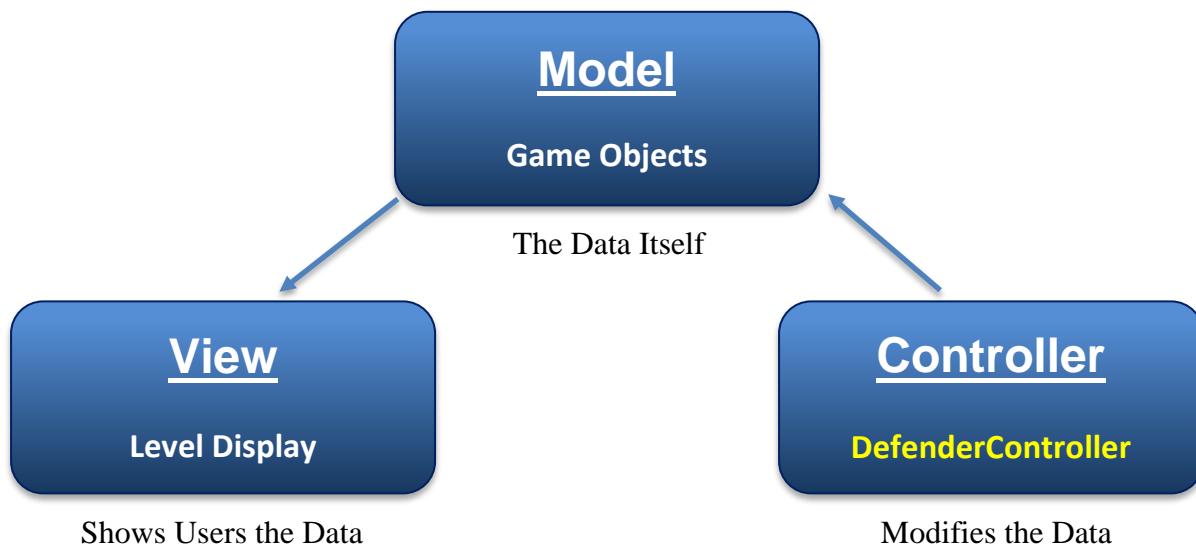 Model
Game Objects
The Data Itself
View
Level Display
Shows Users the Data
Controller
DefenderController
Modifies the Data